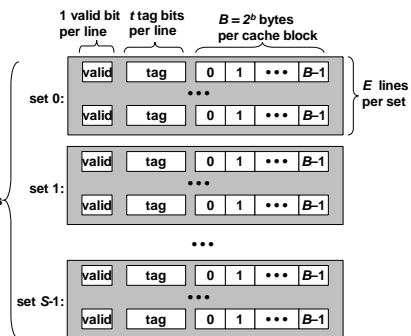 1 valid bit per line
t tag bits per line
B = 2ᵇ bytes per cache block
set 0:
valid tag 0 1 ••• B–1
•••
valid tag 0 1 ••• B–1
E lines per set
set 1:
valid tag 0 1 ••• B–1
•••
valid tag 0 1 ••• B–1
•••
set S-1:
valid tag 0 1 ••• B–1
•••
valid tag 0 1 ••• B–1